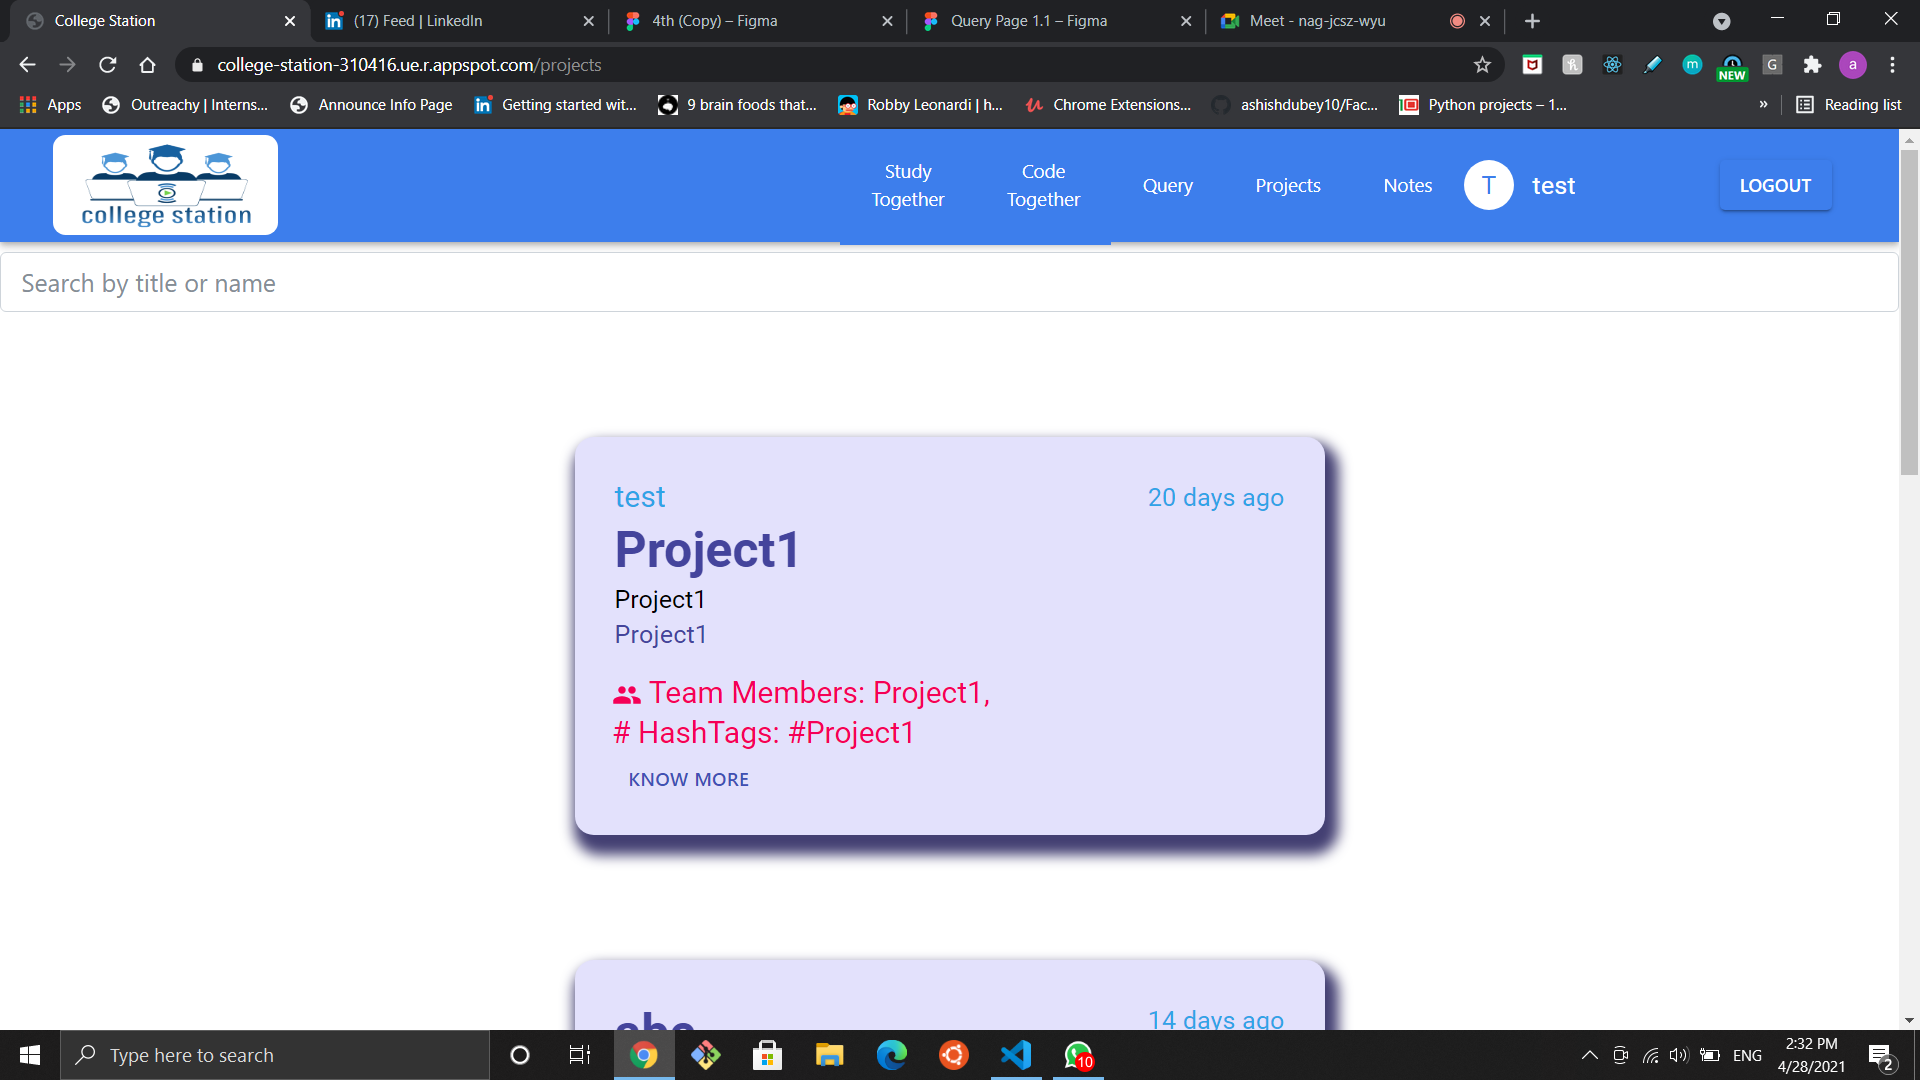 College Station
(17) Feed | LinkedIn
4th (Copy) – Figma
Query Page 1.1 – Figma
Meet - nag-jcsz-wyu
college-station-310416.ue.r.appspot.com/projects
Apps
Outreachy | Interns...
Announce Info Page
Getting started wit...
9 brain foods that...
Robby Leonardi | h...
Chrome Extensions...
ashishdubey10/Fac...
Python projects – 1...
»
Reading list
m
NEW
G
a
college station
Study Together
Code Together
Query
Projects
Notes
T
test
LOGOUT
Search by title or name
test
20 days ago
Project1
Project1
Project1
Team Members: Project1,
# HashTags: #Project1
KNOW MORE
abc
14 days ago
Type here to search
10
ENG
2:32 PM
4/28/2021
2